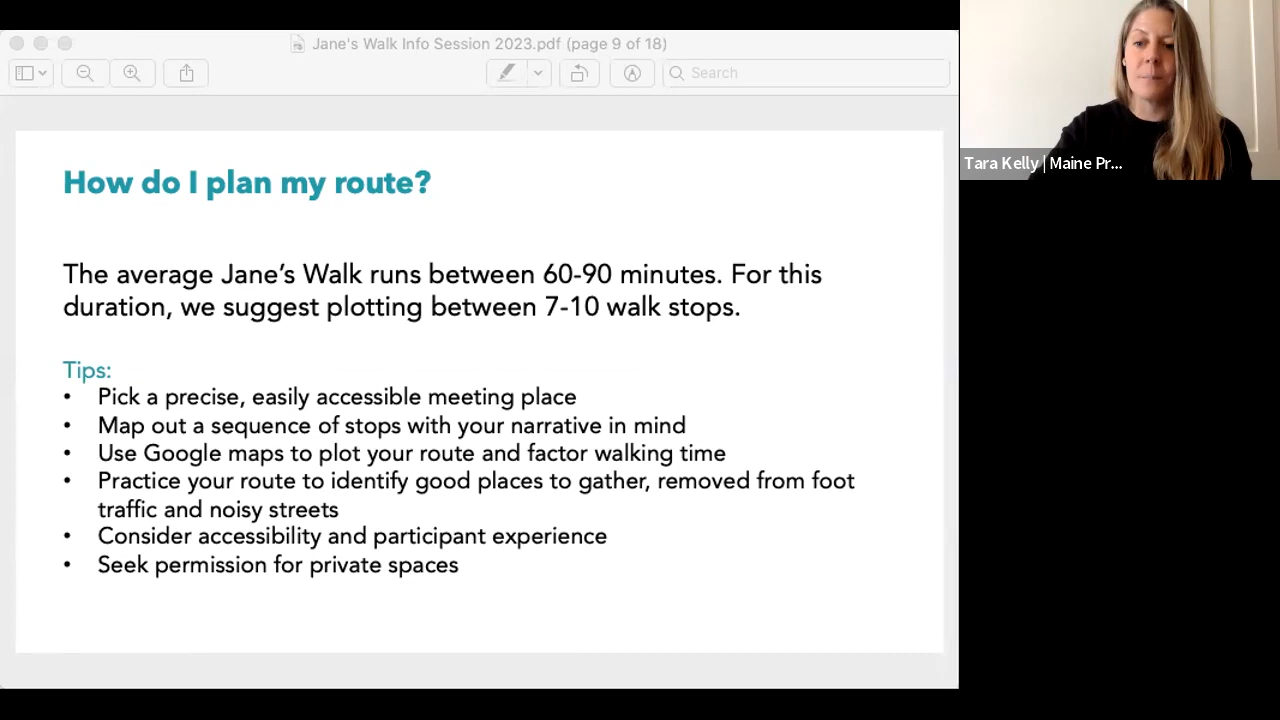 Jane's Walk Info Session 2023.pdf (page 9 of 18)
Search
Tara Kelly | Maine Pr...
How do I plan my route?
The average Jane’s Walk runs between 60-90 minutes. For this
duration, we suggest plotting between 7-10 walk stops.
Tips:
• Pick a precise, easily accessible meeting place
• Map out a sequence of stops with your narrative in mind
• Use Google maps to plot your route and factor walking time
• Practice your route to identify good places to gather, removed from foot
traffic and noisy streets
• Consider accessibility and participant experience
• Seek permission for private spaces